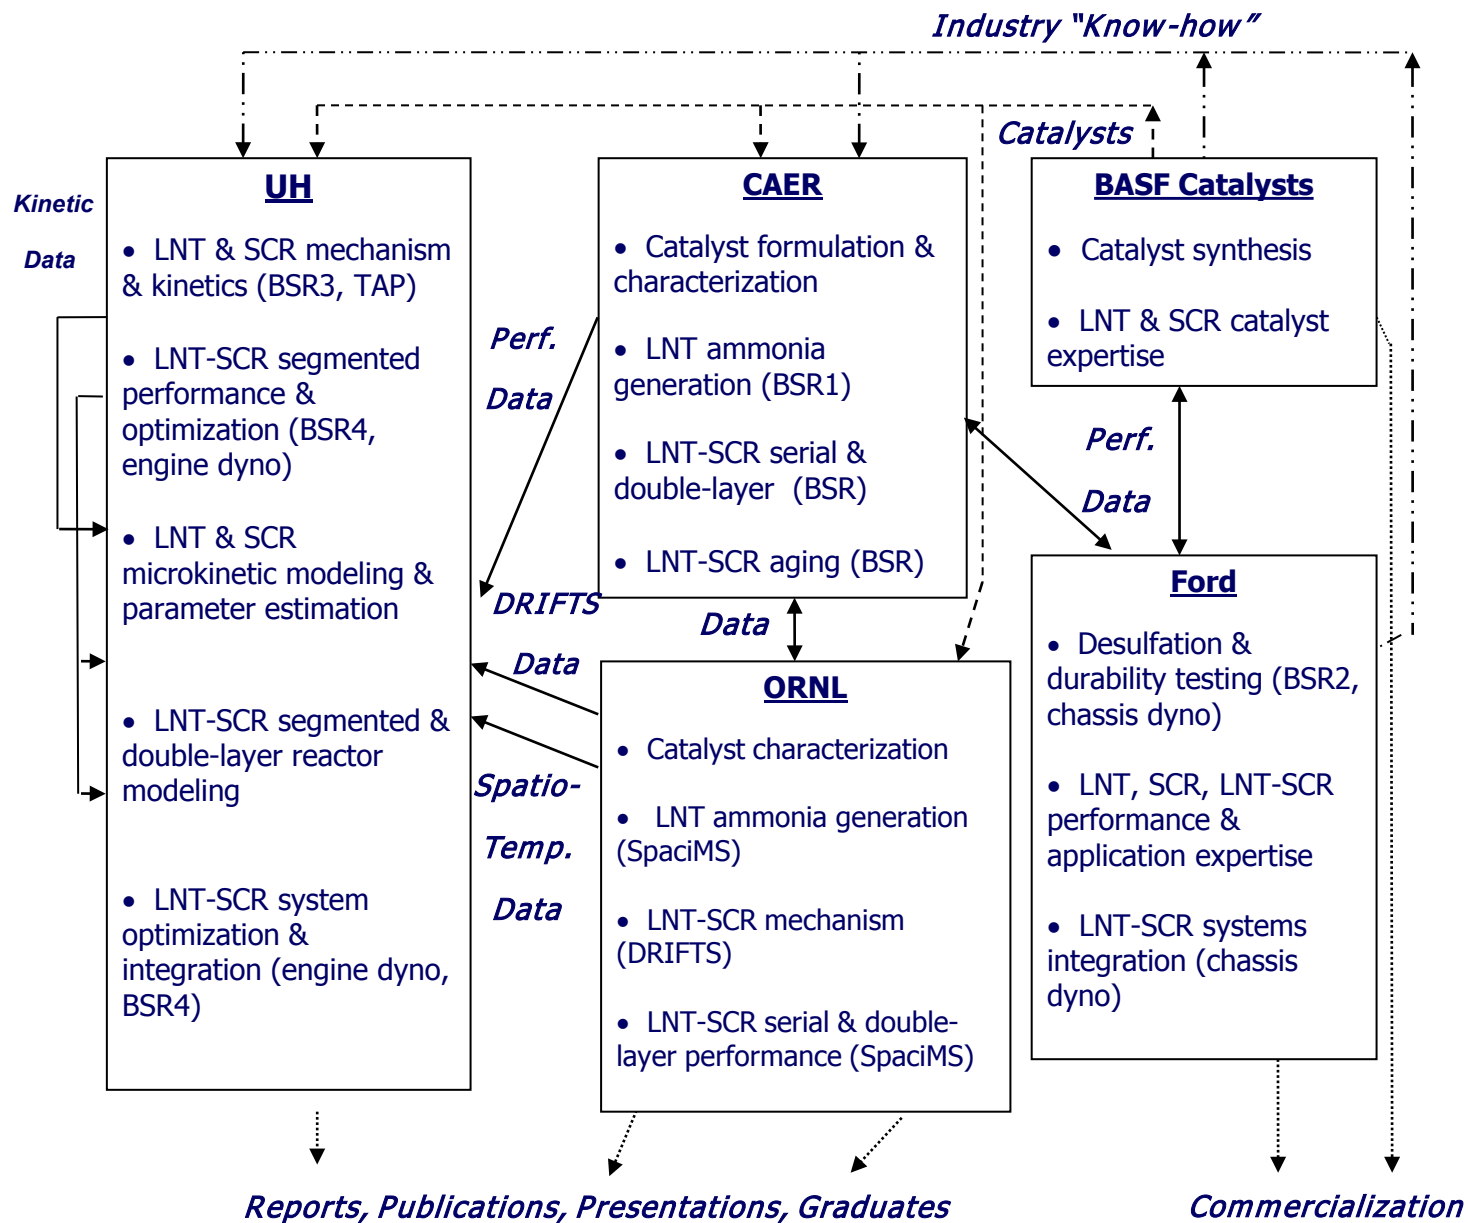 Industry “Know-how”
Catalysts
Kinetic
Data
UH
• LNT & SCR mechanism
& kinetics (BSR3, TAP)
• LNT-SCR segmented
performance &
optimization (BSR4,
engine dyno)
• LNT & SCR
microkinetic modeling &
parameter estimation
• LNT-SCR segmented &
double-layer reactor
modeling
• LNT-SCR system
optimization &
integration (engine dyno,
BSR4)
Perf.
Data
DRIFTS
Data
Spatio-
Temp.
Data
CAER
• Catalyst formulation &
characterization
• LNT ammonia
generation (BSR1)
• LNT-SCR serial &
double-layer (BSR)
• LNT-SCR aging (BSR)
Data
ORNL
• Catalyst characterization
• LNT ammonia generation
(SpaciMS)
• LNT-SCR mechanism
(DRIFTS)
• LNT-SCR serial & double-
layer performance (SpaciMS)
BASF Catalysts
• Catalyst synthesis
• LNT & SCR catalyst
expertise
Perf.
Data
Ford
• Desulfation &
durability testing (BSR2,
chassis dyno)
• LNT, SCR, LNT-SCR
performance &
application expertise
• LNT-SCR systems
integration (chassis
dyno)
Reports, Publications, Presentations, Graduates
Commercialization